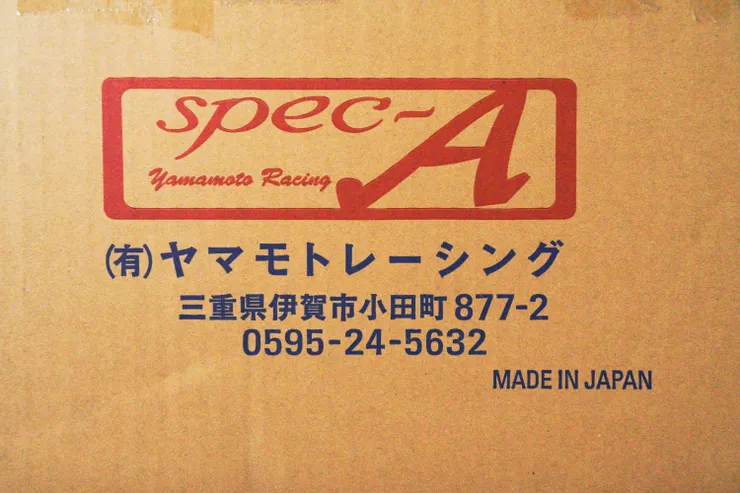 spec-A
Yamamoto Racing
(有)ヤマモトレーシング
三重県伊賀市小田町877-2
0595-24-5632
MADE IN JAPAN